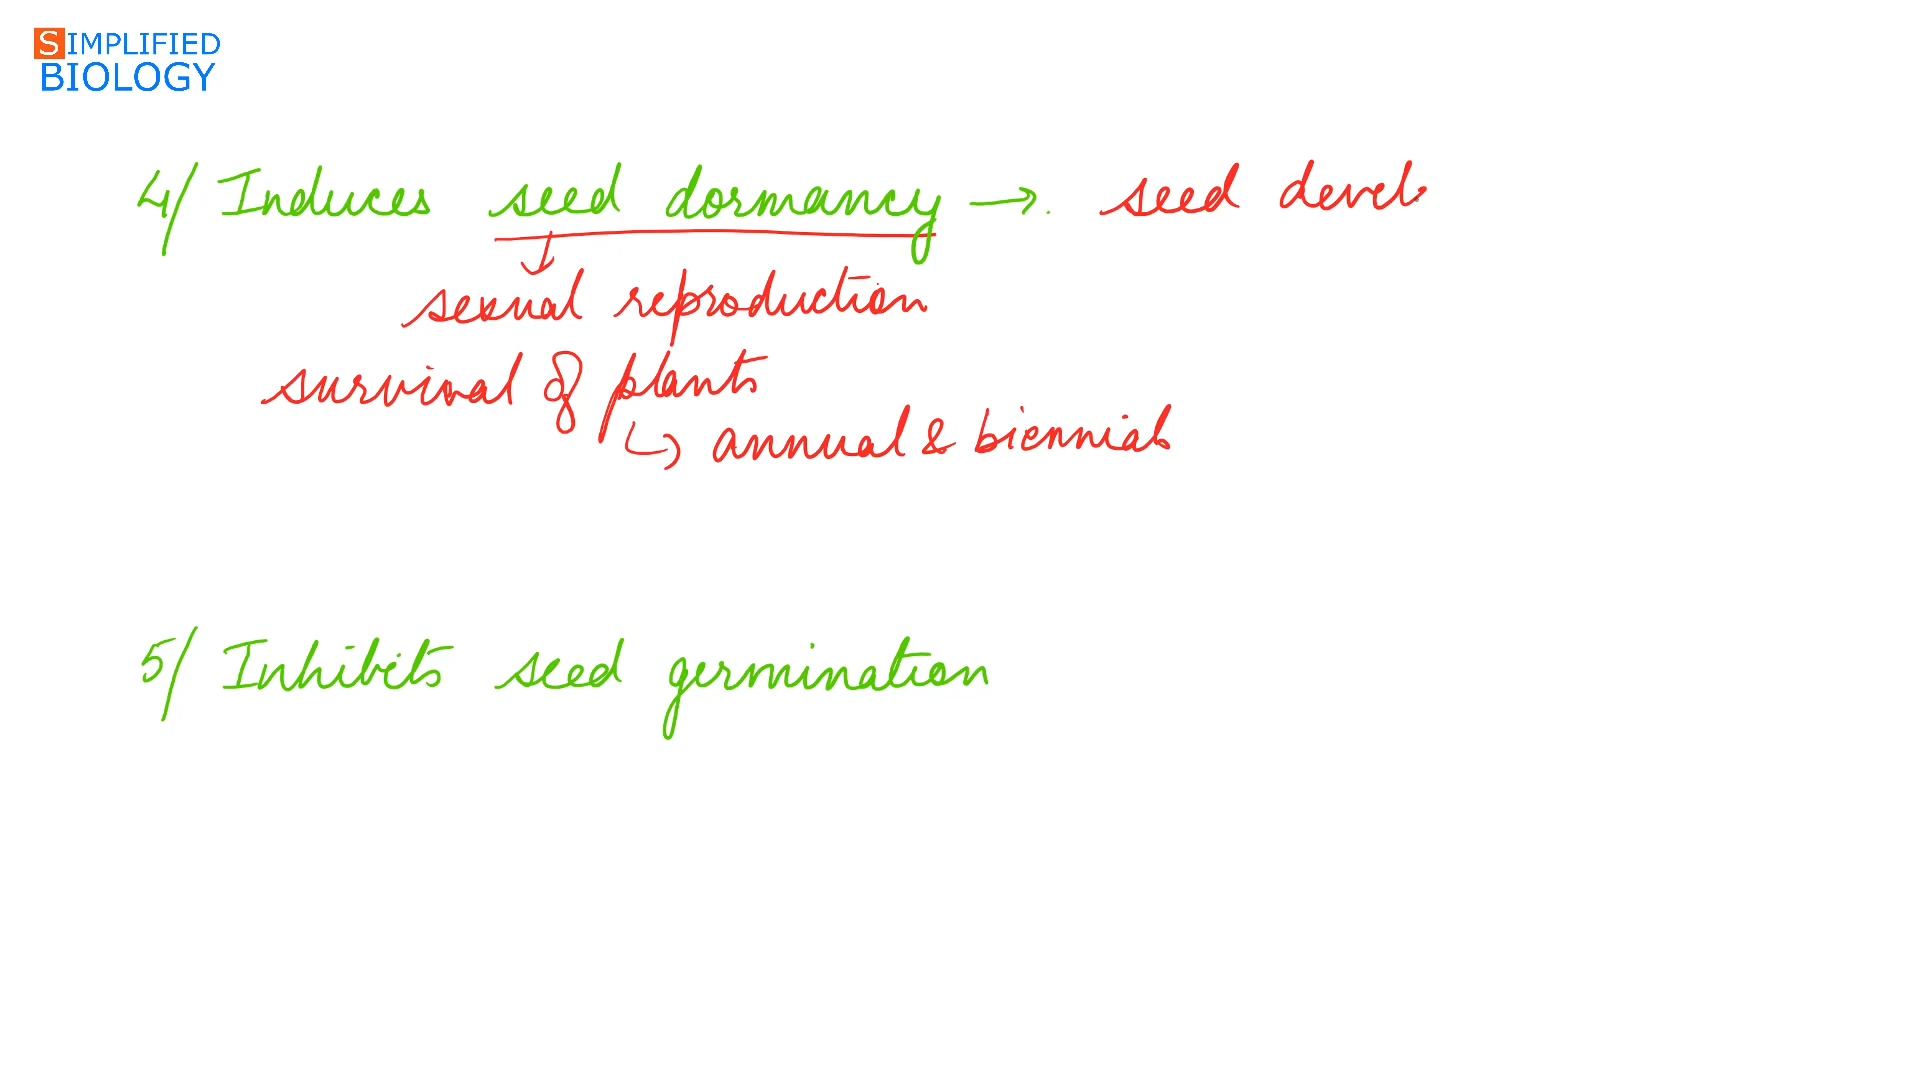 SIMPLIFIED
BIOLOGY
4/ Induces seed dormancy → seed devel
sexual reproduction
survival of plants
↳ annual & biennials
5/ Inhibits seed germination